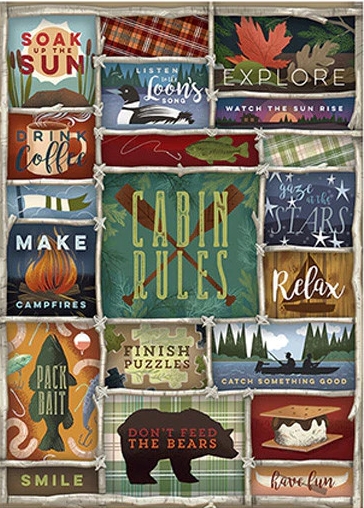 SOAK
UP THE
SUN
LISTEN
TO THE
Loon's
SONG
EXPLORE
WATCH THE SUN RISE
DRINK
Coffee
gaze
at the
STARS
CABIN
RULES
MAKE
CAMPFIRES
Relax
PACK
BAIT
FINISH
PUZZLES
CATCH SOMETHING GOOD
DON'T FEED
THE BEARS
SMILE
have fun